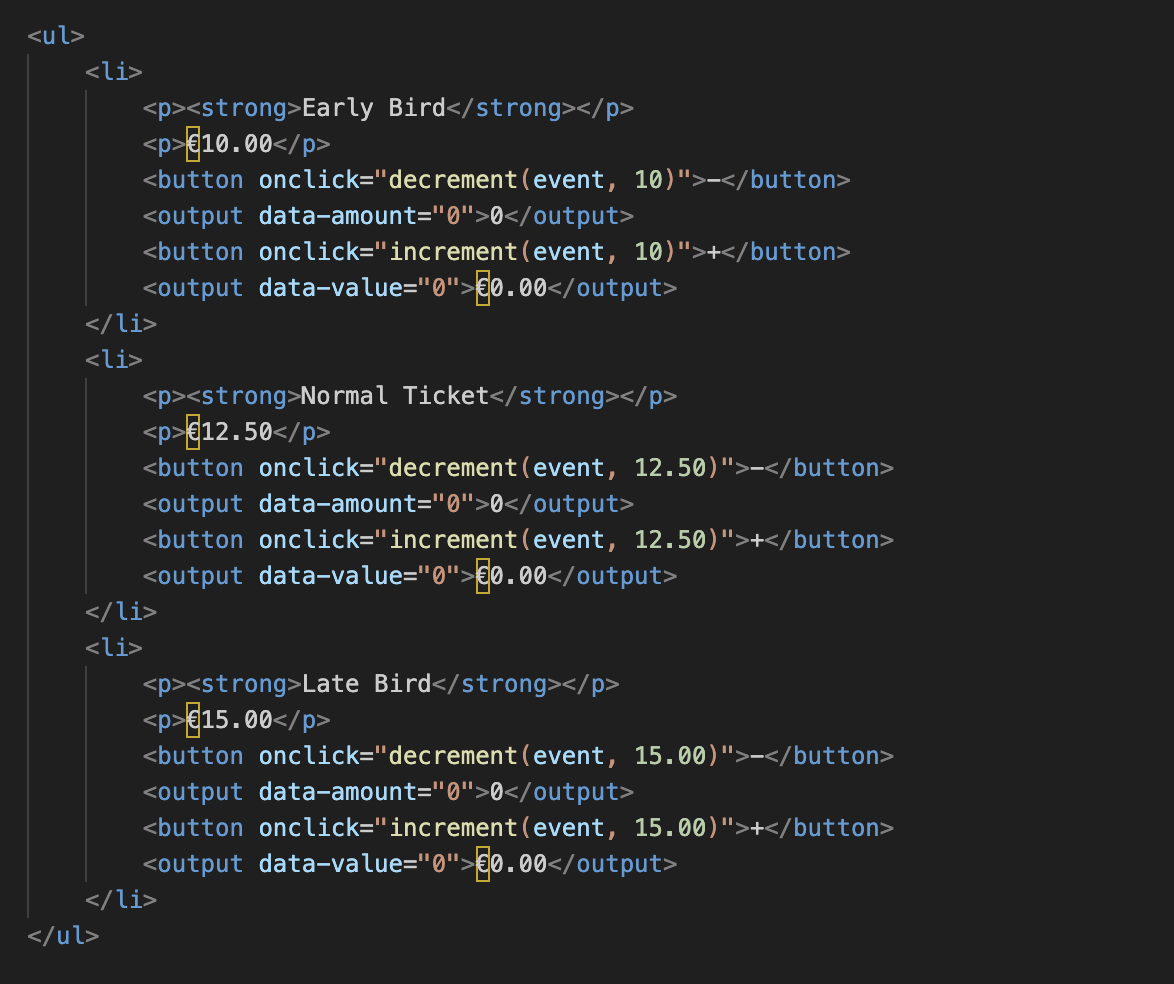 <ul>
    <li>
        <p><strong>Early Bird</strong></p>
        <p>€10.00</p>
        <button onclick="decrement(event, 10)">−</button>
        <output data-amount="0">0</output>
        <button onclick="increment(event, 10)">+</button>
        <output data-value="0">€0.00</output>
    </li>
    <li>
        <p><strong>Normal Ticket</strong></p>
        <p>€12.50</p>
        <button onclick="decrement(event, 12.50)">−</button>
        <output data-amount="0">0</output>
        <button onclick="increment(event, 12.50)">+</button>
        <output data-value="0">€0.00</output>
    </li>
    <li>
        <p><strong>Late Bird</strong></p>
        <p>€15.00</p>
        <button onclick="decrement(event, 15.00)">−</button>
        <output data-amount="0">0</output>
        <button onclick="increment(event, 15.00)">+</button>
        <output data-value="0">€0.00</output>
    </li>
</ul>